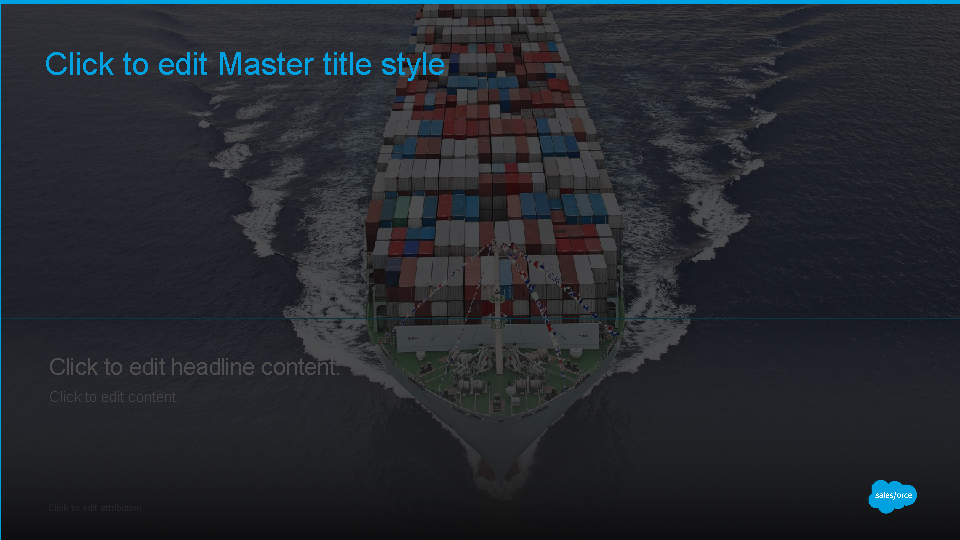 Click to edit Master title style
Click to edit headline content.
Click to edit content.
Click to edit attribution
salesforce